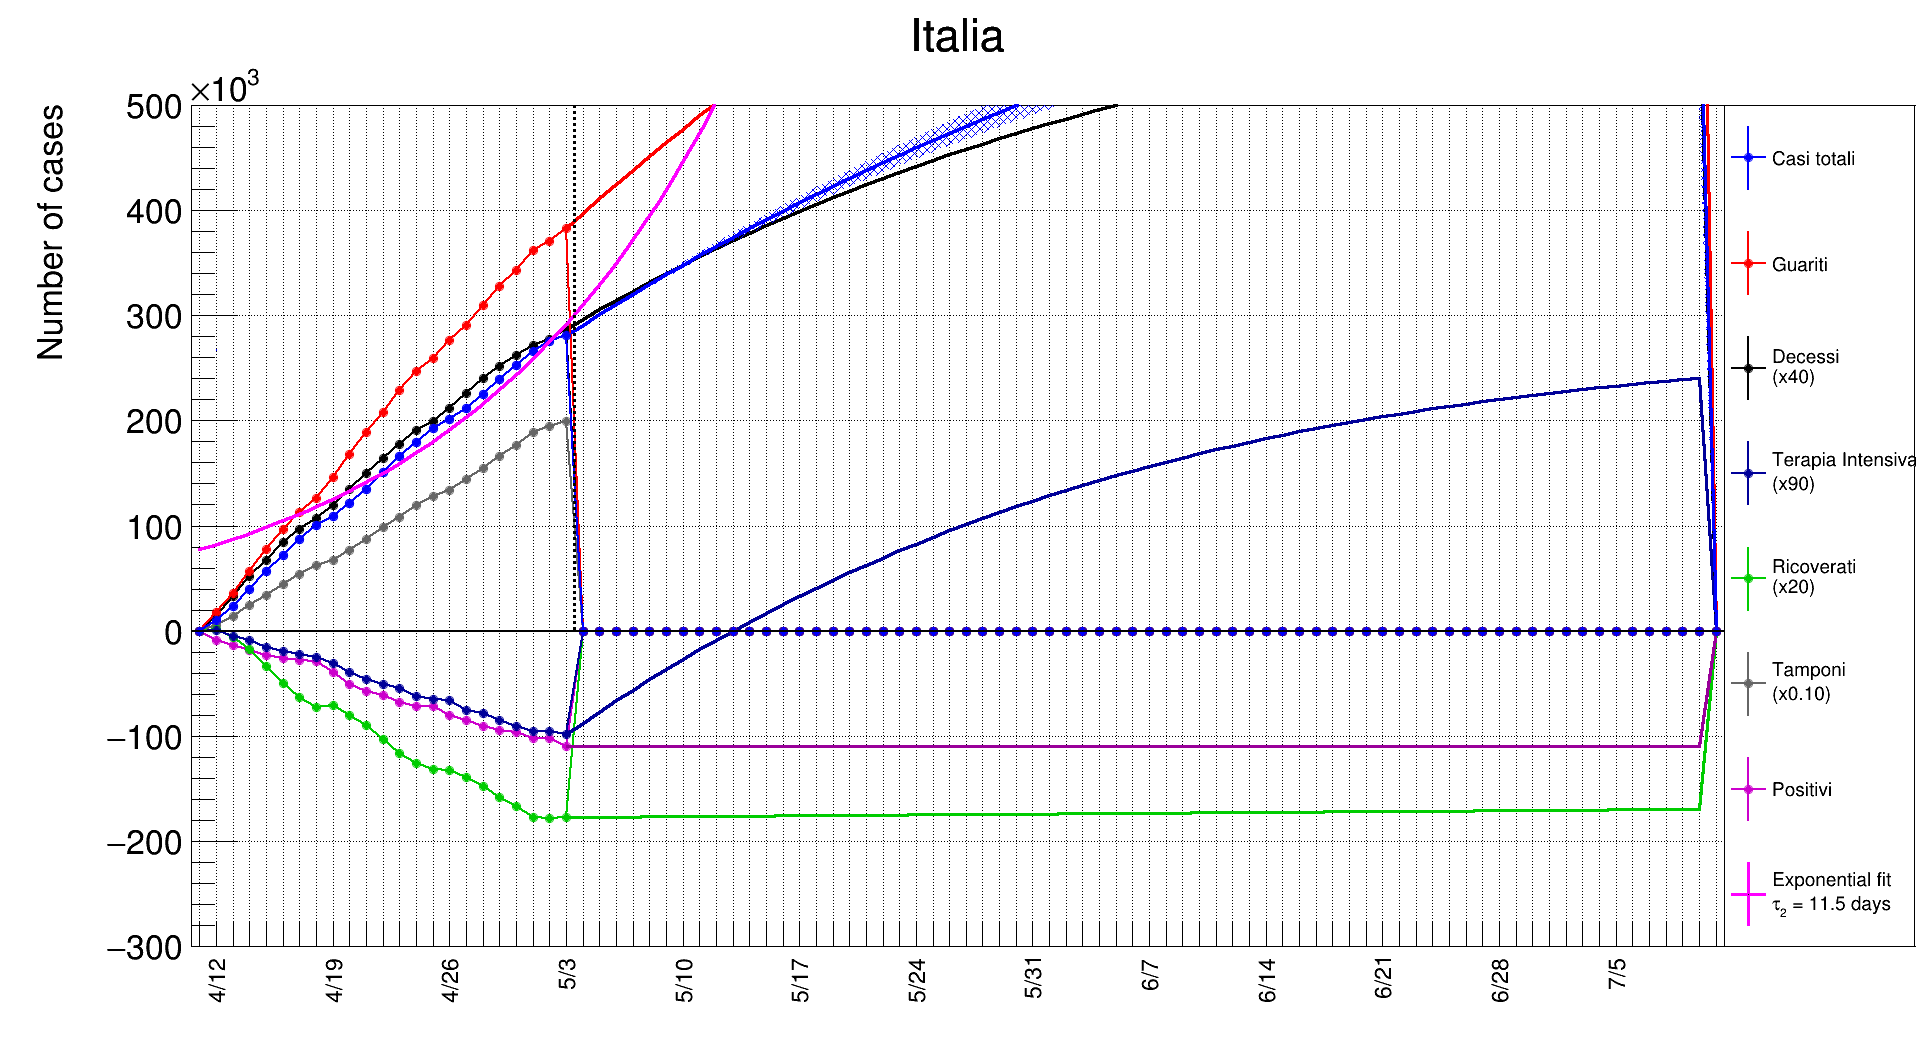 Italia
×10³
Number of cases
500
400
300
200
100
0
−100
−200
−300
4/12
4/19
4/26
5/3
5/10
5/17
5/24
5/31
6/7
6/14
6/21
6/28
7/5
Casi totali
Guariti
Decessi
(x40)
Terapia Intensiva
(x90)
Ricoverati
(x20)
Tamponi
(x0.10)
Positivi
Exponential fit
τ₂ = 11.5 days